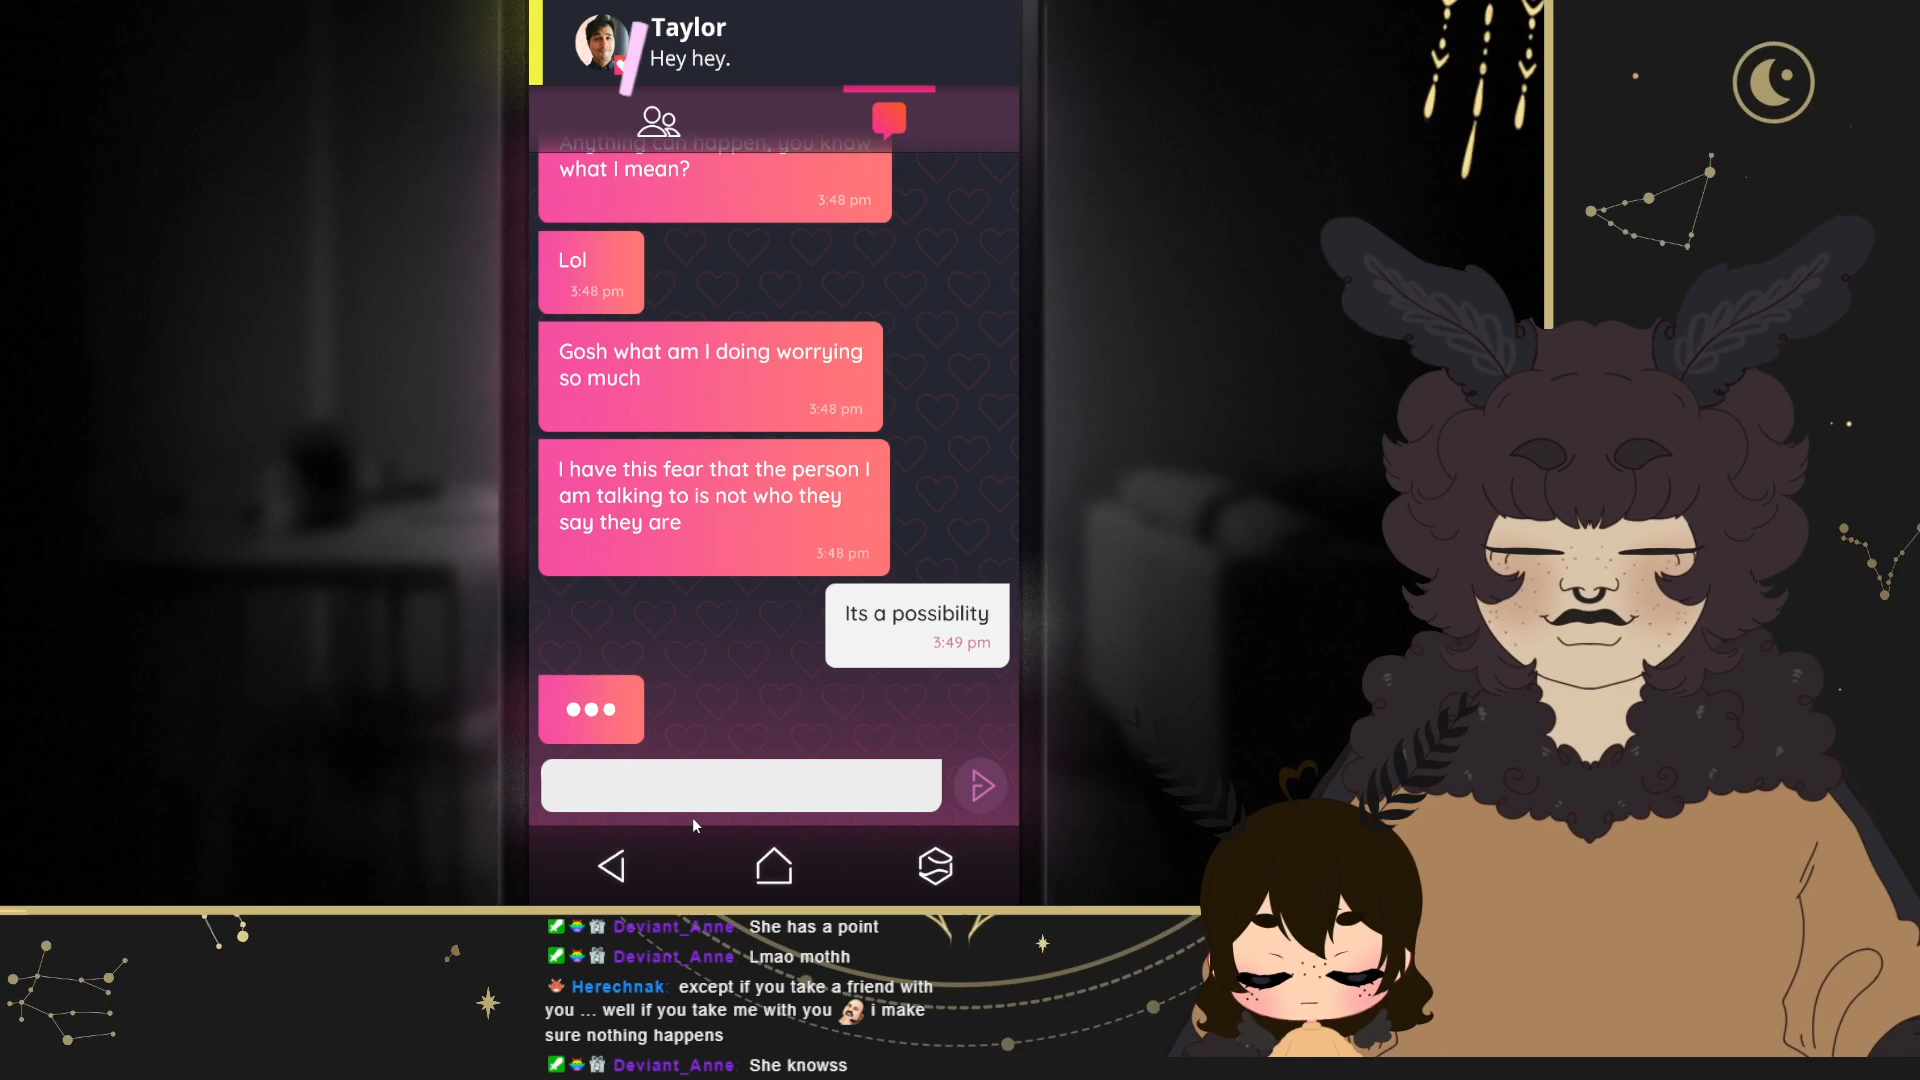 Taylor
Hey hey.
Anything can happen, you know
what I mean?
3:48 pm
Lol
3:48 pm
Gosh what am I doing worrying
so much
3:48 pm
I have this fear that the person I
am talking to is not who they
say they are
3:48 pm
Its a possibility
3:49 pm
Deviant_Anne: She has a point
Deviant_Anne: Lmao mothh
Herechnak: except if you take a friend with
you ... well if you take me with you i make
sure nothing happens
Deviant_Anne: She knowss